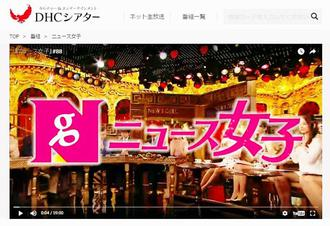 DHCシアター
ネット生放送
番組一覧
TOP > 番組 > ニュース女子
ニュース女子 #88
Ng ニュース女子
0:04 / 59:00